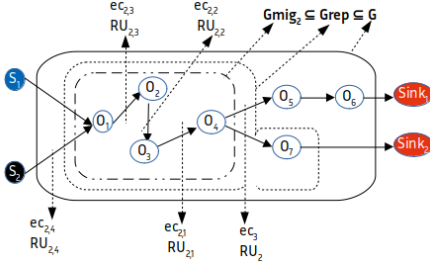 ec2,3
RU2,3
ec2,2
RU2,2
Gmig2 ⊆ Grep ⊆ G
S1
O1
O2
O3
O4
O5
O6
Sink1
S2
O7
Sink2
ec2,4
RU2,4
ec2,1
RU2,1
ec3
RU2